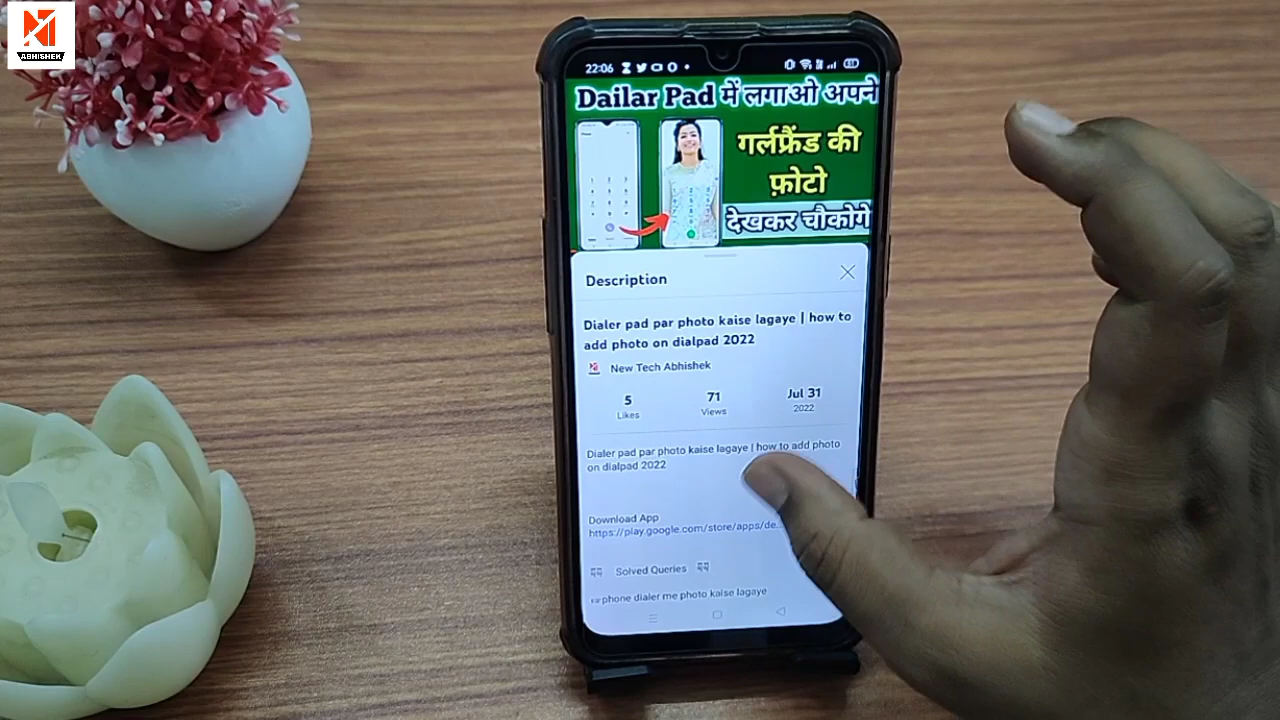 ABHISHEK
22:06
Dailar Pad में लगाओ अपने
गर्लफ्रैंड की
फ़ोटो
देखकर चौकोगे
Description
Dialer pad par photo kaise lagaye | how to
add photo on dialpad 2022
New Tech Abhishek
5 71 Jul 31
Likes Views 2022
Dialer pad par photo kaise lagaye | how to add photo
on dialpad 2022
Download App
https://play.google.com/store/apps/de...
Solved Queries
phone dialer me photo kaise lagaye